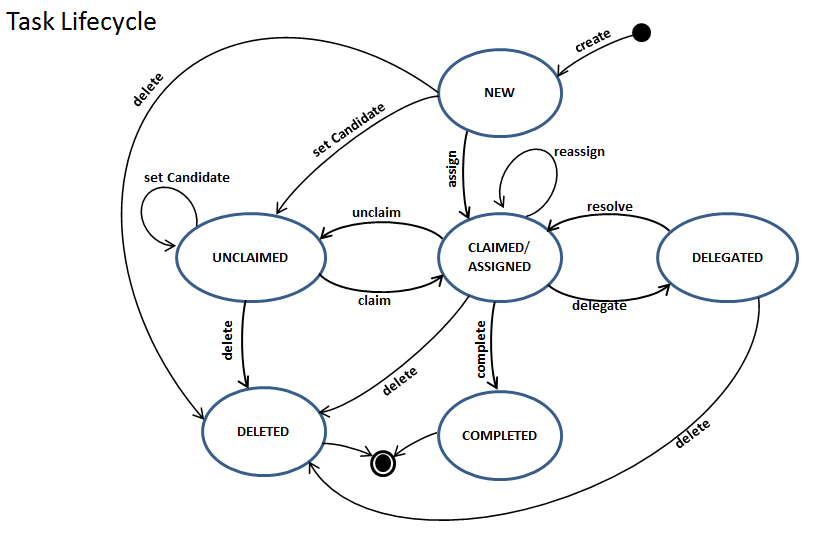 Task Lifecycle
create
delete
NEW
set Candidate
assign
reassign
set Candidate
unclaim
resolve
UNCLAIMED
CLAIMED/
ASSIGNED
DELEGATED
claim
delegate
delete
complete
delete
DELETED
COMPLETED
delete